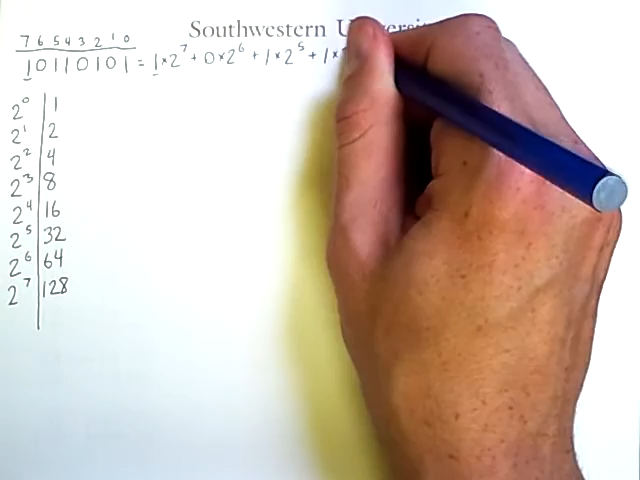 Southwestern
7 6 5 4 3 2 1 0
10110101 = 1×2⁷ + 0×2⁶ + 1×2⁵ + 1×
2⁰ 1
2¹ 2
2² 4
2³ 8
2⁴ 16
2⁵ 32
2⁶ 64
2⁷ 128